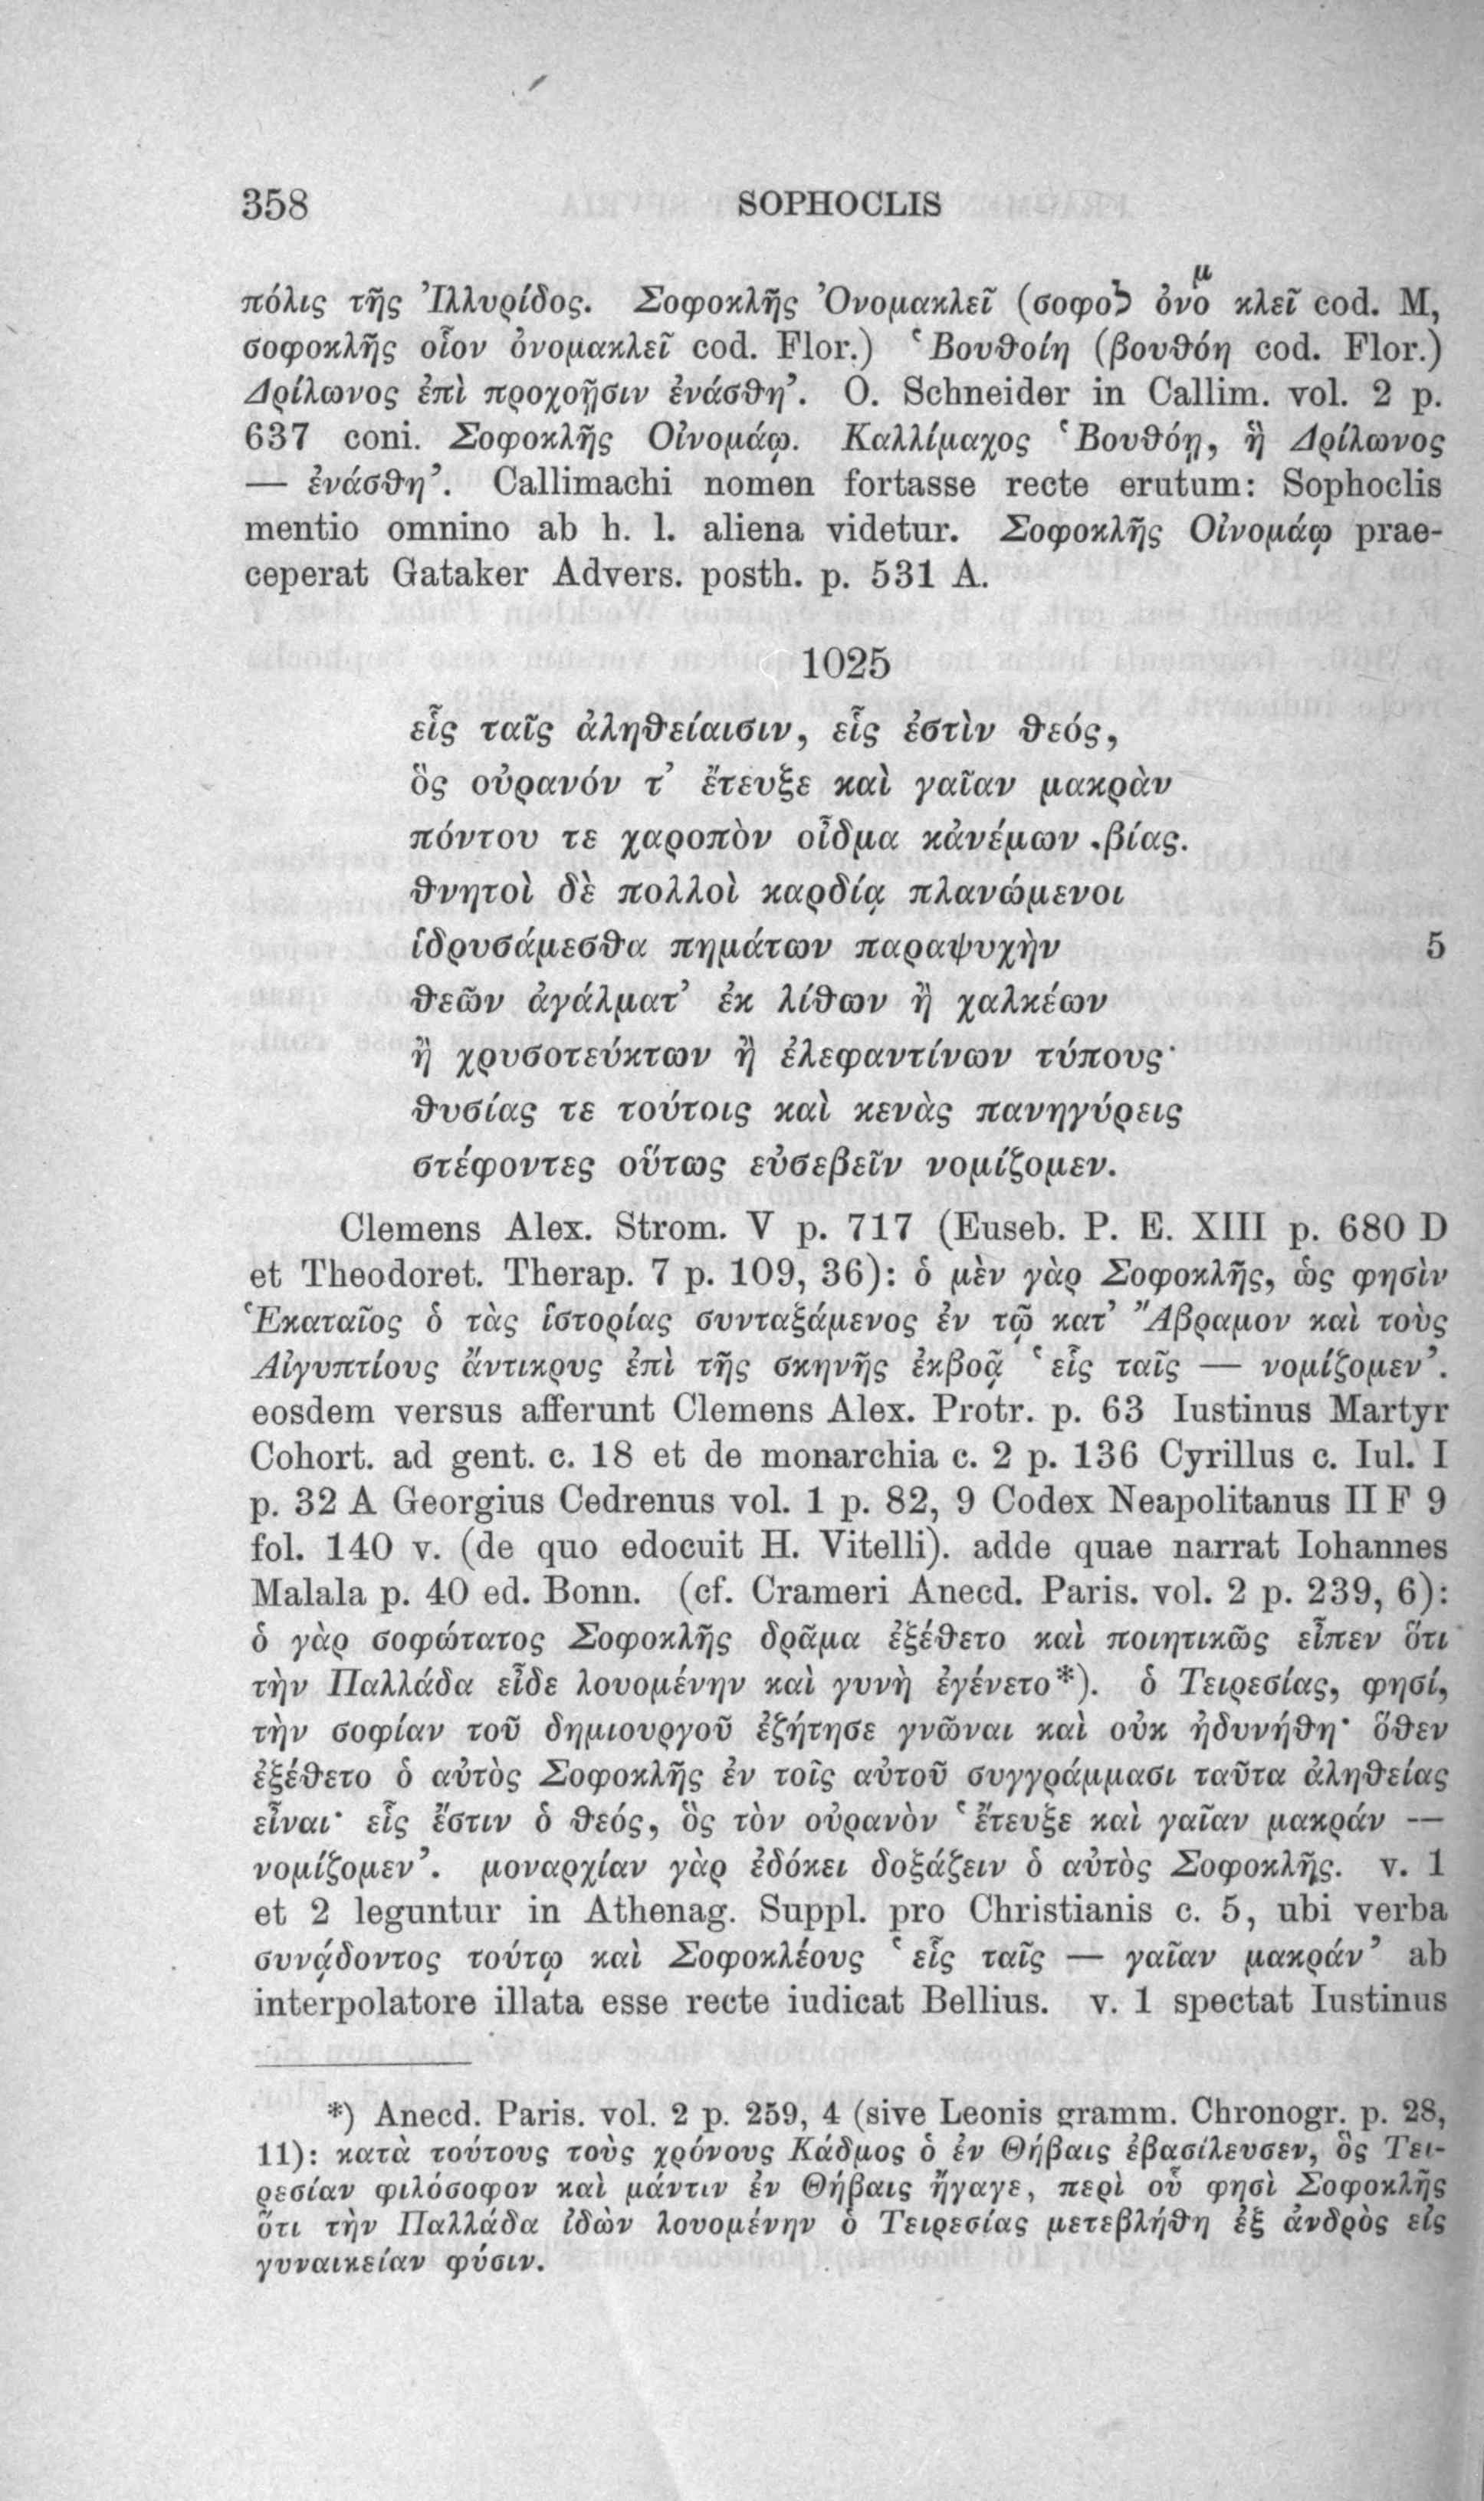 358 SOPHOCLIS
πόλις τῆς Ἰλλυρίδος. Σοφοκλῆς Ὀνομακλεῖ (σοφολ ὀνομ κλεῖ cod. M,
σοφοκλῆς οἷον ὀνομακλεῖ cod. Flor.) ‘Βουθοίη (βουθόη cod. Flor.)
Δρίλωνος ἐπὶ προχοῇσιν ἐνάσθη’. O. Schneider in Callim. vol. 2 p.
637 coni. Σοφοκλῆς Οἰνομάῳ. Καλλίμαχος ‘Βουθόῃ, ἣ Δρίλωνος
— ἐνάσθη’. Callimachi nomen fortasse recte erutum: Sophoclis
mentio omnino ab h. l. aliena videtur. Σοφοκλῆς Οἰνομάῳ prae-
ceperat Gataker Advers. posth. p. 531 A.
1025
εἷς ταῖς ἀληθείαισιν, εἷς ἐστὶν θεός,
ὃς οὐρανόν τ’ ἔτευξε καὶ γαῖαν μακρὰν
πόντου τε χαροπὸν οἶδμα κἀνέμων βίας.
θνητοὶ δὲ πολλοὶ καρδίᾳ πλανώμενοι
ἱδρυσάμεσθα πημάτων παραψυχὴν 5
θεῶν ἀγάλματ’ ἐκ λίθων ἢ χαλκέων
ἢ χρυσοτεύκτων ἢ ἐλεφαντίνων τύπους·
θυσίας τε τούτοις καὶ κενὰς πανηγύρεις
στέφοντες οὕτως εὐσεβεῖν νομίζομεν.
Clemens Alex. Strom. V p. 717 (Euseb. P. E. XIII p. 680 D
et Theodoret. Therap. 7 p. 109, 36): ὁ μὲν γὰρ Σοφοκλῆς, ὥς φησὶν
Ἑκαταῖος ὁ τὰς ἱστορίας συνταξάμενος ἐν τῷ κατ’ Ἄβραμον καὶ τοὺς
Αἰγυπτίους ἄντικρυς ἐπὶ τῆς σκηνῆς ἐκβοᾷ ‘εἷς ταῖς — νομίζομεν’.
eosdem versus afferunt Clemens Alex. Protr. p. 63 Iustinus Martyr
Cohort. ad gent. c. 18 et de monarchia c. 2 p. 136 Cyrillus c. Iul. I
p. 32 A Georgius Cedrenus vol. 1 p. 82, 9 Codex Neapolitanus II F 9
fol. 140 v. (de quo edocuit H. Vitelli). adde quae narrat Iohannes
Malala p. 40 ed. Bonn. (cf. Crameri Anecd. Paris. vol. 2 p. 239, 6):
ὁ γὰρ σοφώτατος Σοφοκλῆς δρᾶμα ἐξέθετο καὶ ποιητικῶς εἶπεν ὅτι
τὴν Παλλάδα εἶδε λουομένην καὶ γυνὴ ἐγένετο*). ὁ Τειρεσίας, φησί,
τὴν σοφίαν τοῦ δημιουργοῦ ἐζήτησε γνῶναι καὶ οὐκ ἠδυνήθη· ὅθεν
ἐξέθετο ὁ αὐτὸς Σοφοκλῆς ἐν τοῖς αὐτοῦ συγγράμμασι ταῦτα ἀληθείας
εἶναι· εἷς ἔστιν ὁ θεός, ὃς τὸν οὐρανὸν ‘ἔτευξε καὶ γαῖαν μακράν —
νομίζομεν’. μοναρχίαν γὰρ ἐδόκει δοξάζειν ὁ αὐτὸς Σοφοκλῆς. v. 1
et 2 leguntur in Athenag. Suppl. pro Christianis c. 5, ubi verba
συνᾴδοντος τούτῳ καὶ Σοφοκλέους ‘εἷς ταῖς — γαῖαν μακράν’ ab
interpolatore illata esse recte iudicat Bellius. v. 1 spectat Iustinus
*) Anecd. Paris. vol. 2 p. 259, 4 (sive Leonis gramm. Chronogr. p. 28,
11): κατὰ τούτους τοὺς χρόνους Κάδμος ὁ ἐν Θήβαις ἐβασίλευσεν, ὃς Τει-
ρεσίαν φιλόσοφον καὶ μάντιν ἐν Θήβαις ἤγαγε, περὶ οὗ φησὶ Σοφοκλῆς
ὅτι τὴν Παλλάδα ἰδὼν λουομένην ὁ Τειρεσίας μετεβλήθη ἐξ ἀνδρὸς εἰς
γυναικείαν φύσιν.